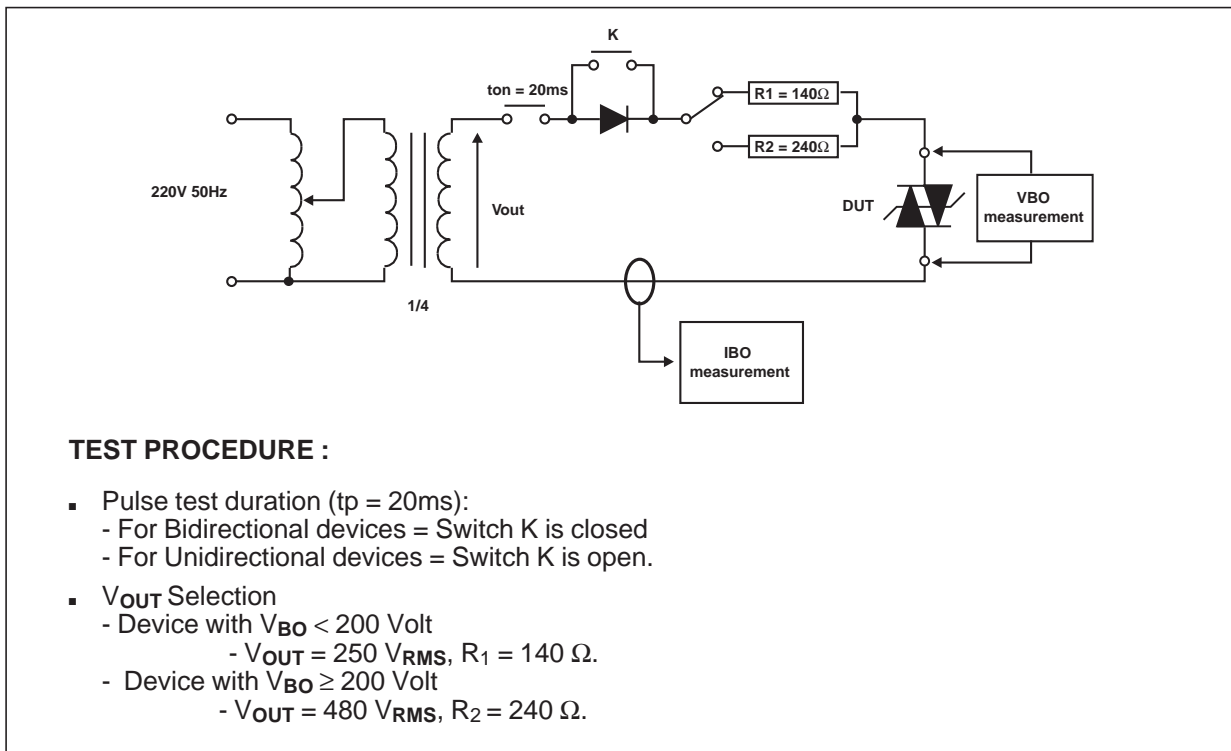 K
ton = 20ms
R1 = 140Ω
R2 = 240Ω
220V 50Hz
Vout
DUT
VBO
measurement
1/4
IBO
measurement
TEST PROCEDURE :
▪ Pulse test duration (tp = 20ms):
- For Bidirectional devices = Switch K is closed
- For Unidirectional devices = Switch K is open.
▪ VOUT Selection
- Device with VBO < 200 Volt
- VOUT = 250 VRMS, R1 = 140 Ω.
- Device with VBO ≥ 200 Volt
- VOUT = 480 VRMS, R2 = 240 Ω.